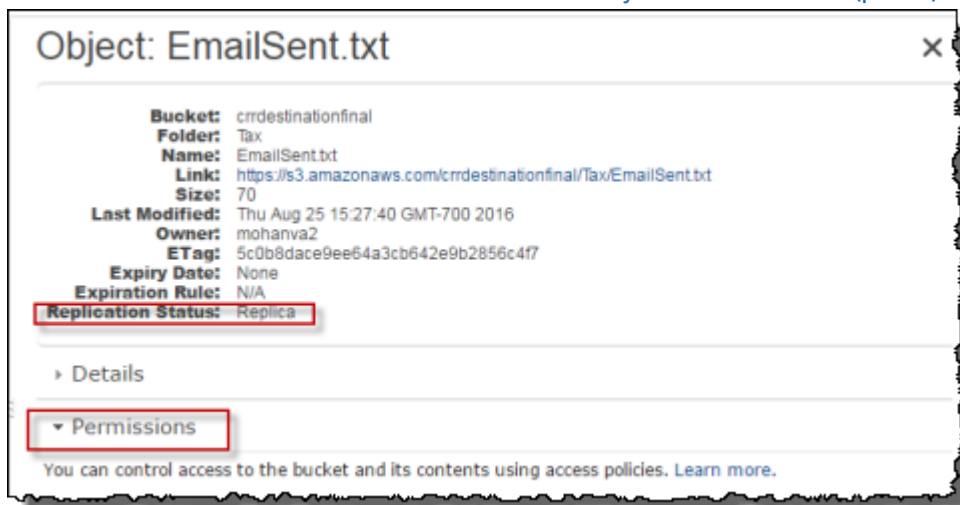 Object: EmailSent.txt
Bucket: crrdestinationfinal
Folder: Tax
Name: EmailSent.txt
Link: https://s3.amazonaws.com/crrdestinationfinal/Tax/EmailSent.txt
Size: 70
Last Modified: Thu Aug 25 15:27:40 GMT-700 2016
Owner: mohanva2
ETag: 5c0b8dace9ee64a3cb642e9b2856c4f7
Expiry Date: None
Expiration Rule: N/A
Replication Status: Replica
Details
Permissions
You can control access to the bucket and its contents using access policies. Learn more.